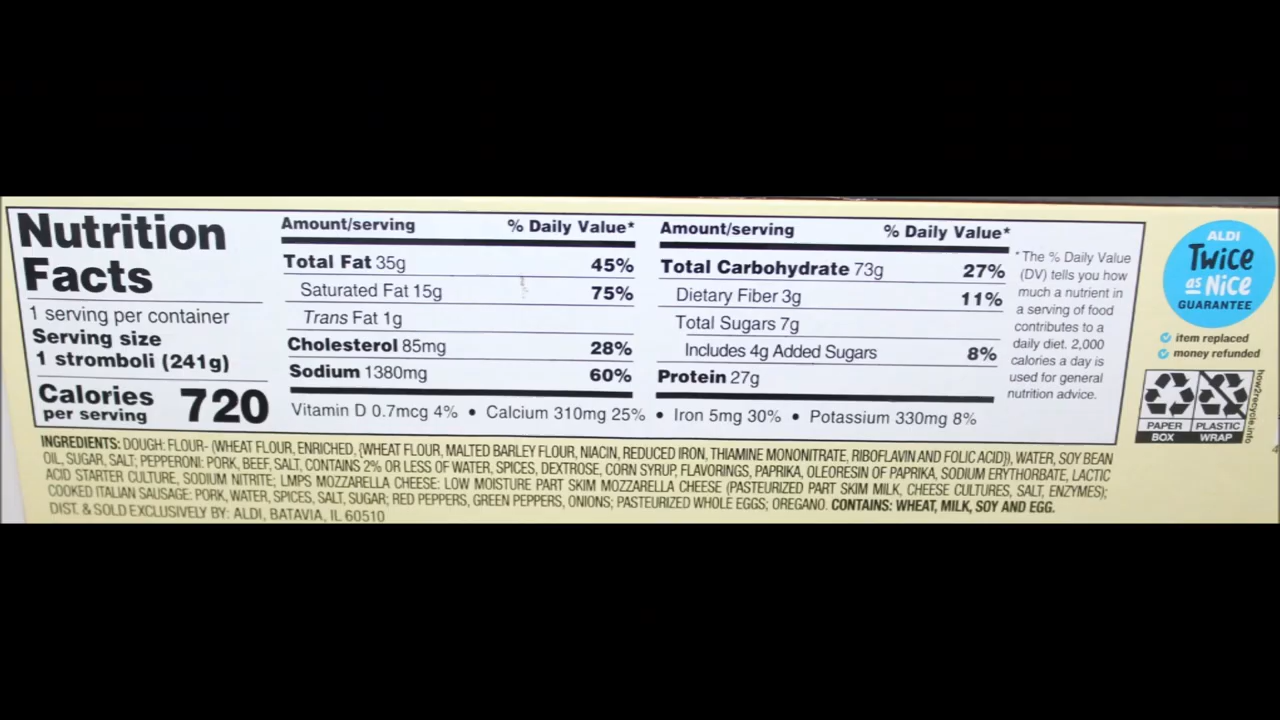 Nutrition
Facts
1 serving per container
Serving size
1 stromboli (241g)
Calories
per serving 720
Amount/serving % Daily Value*
Total Fat 35g 45%
Saturated Fat 15g 75%
Trans Fat 1g
Cholesterol 85mg 28%
Sodium 1380mg 60%
Amount/serving % Daily Value*
Total Carbohydrate 73g 27%
Dietary Fiber 3g 11%
Total Sugars 7g
Includes 4g Added Sugars 8%
Protein 27g
Vitamin D 0.7mcg 4% • Calcium 310mg 25% • Iron 5mg 30% • Potassium 330mg 8%
*The % Daily Value
(DV) tells you how
much a nutrient in
a serving of food
contributes to a
daily diet. 2,000
calories a day is
used for general
nutrition advice.
INGREDIENTS: DOUGH: FLOUR- (WHEAT FLOUR, ENRICHED, {WHEAT FLOUR, MALTED BARLEY FLOUR, NIACIN, REDUCED IRON, THIAMINE MONONITRATE, RIBOFLAVIN AND FOLIC ACID}), WATER, SOY BEAN
OIL, SUGAR, SALT; PEPPERONI: PORK, BEEF, SALT, CONTAINS 2% OR LESS OF WATER, SPICES, DEXTROSE, CORN SYRUP, FLAVORINGS, PAPRIKA, OLEORESIN OF PAPRIKA, SODIUM ERYTHORBATE, LACTIC
ACID STARTER CULTURE, SODIUM NITRITE; LMPS MOZZARELLA CHEESE: LOW MOISTURE PART SKIM MOZZARELLA CHEESE (PASTEURIZED PART SKIM MILK, CHEESE CULTURES, SALT, ENZYMES);
COOKED ITALIAN SAUSAGE: PORK, WATER, SPICES, SALT, SUGAR; RED PEPPERS, GREEN PEPPERS, ONIONS; PASTEURIZED WHOLE EGGS; OREGANO. CONTAINS: WHEAT, MILK, SOY AND EGG.
DIST. & SOLD EXCLUSIVELY BY: ALDI, BATAVIA, IL 60510
ALDI
Twice
as Nice
GUARANTEE
item replaced
money refunded
PAPER PLASTIC
BOX WRAP
how2recycle.info
4